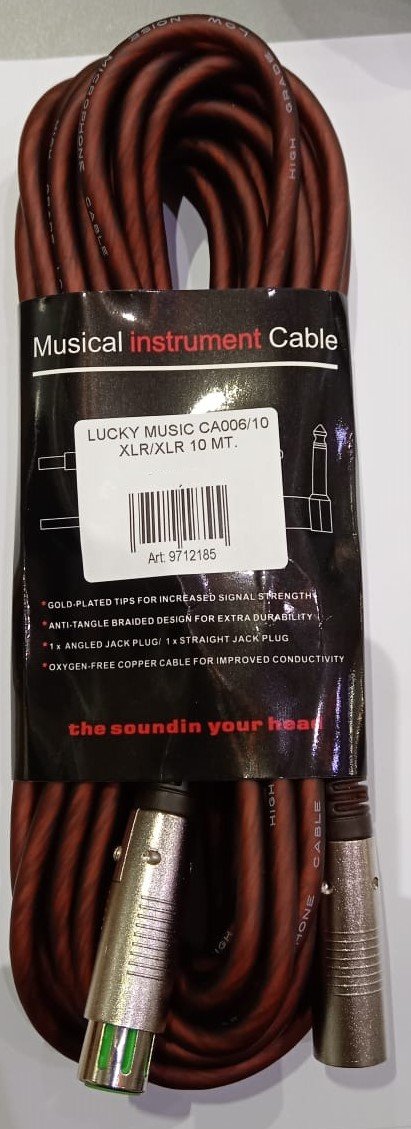 HIGH GRADE LOW NOISE MICROPHONE CABLE
Musical instrument Cable
LUCKY MUSIC CA006/10
XLR/XLR 10 MT.
Art: 9712185
*GOLD-PLATED TIPS FOR INCREASED SIGNAL STRENGTH
*ANTI-TANGLE BRAIDED DESIGN FOR EXTRA DURABILITY
*1 x ANGLED JACK PLUG/ 1 x STRAIGHT JACK PLUG
*OXYGEN-FREE COPPER CABLE FOR IMPROVED CONDUCTIVITY
the soundin your head
HIGH
CABLE
HIGH